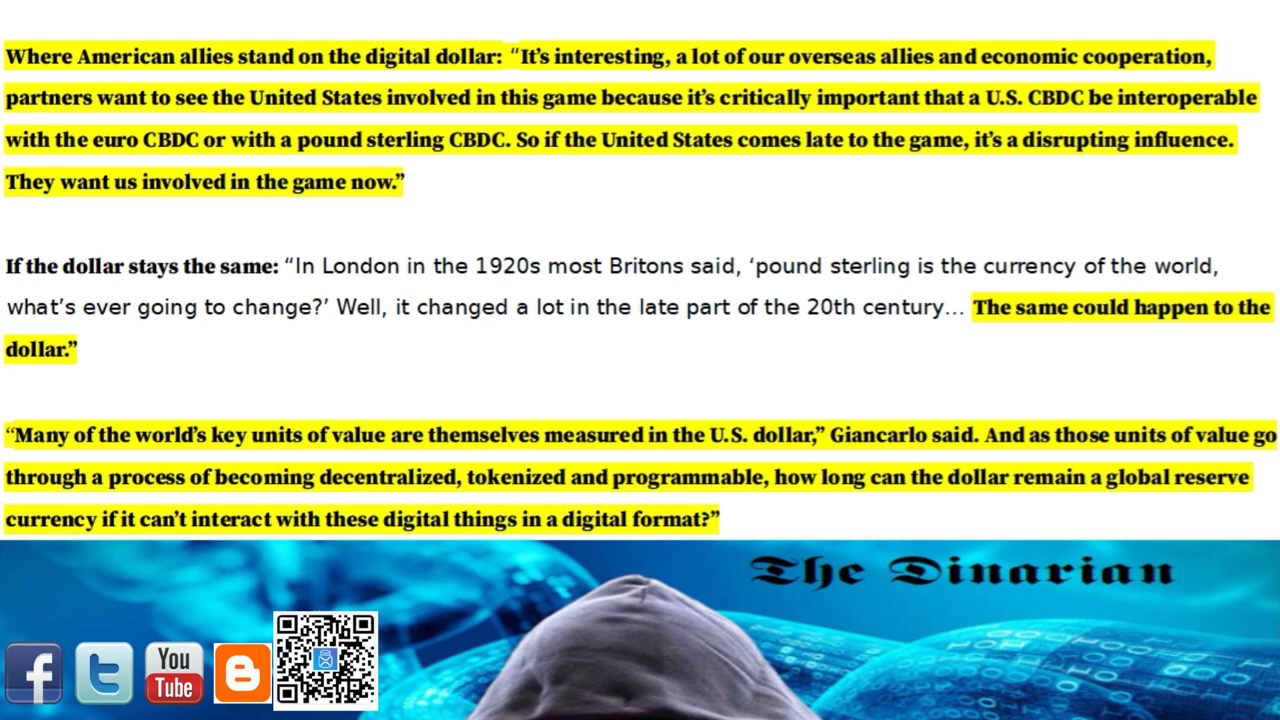 Where American allies stand on the digital dollar: “It’s interesting, a lot of our overseas allies and economic cooperation,
partners want to see the United States involved in this game because it’s critically important that a U.S. CBDC be interoperable
with the euro CBDC or with a pound sterling CBDC. So if the United States comes late to the game, it’s a disrupting influence.
They want us involved in the game now.”
If the dollar stays the same: “In London in the 1920s most Britons said, ‘pound sterling is the currency of the world,
what’s ever going to change?’ Well, it changed a lot in the late part of the 20th century… The same could happen to the
dollar.”
“Many of the world’s key units of value are themselves measured in the U.S. dollar,” Giancarlo said. And as those units of value go
through a process of becoming decentralized, tokenized and programmable, how long can the dollar remain a global reserve
currency if it can’t interact with these digital things in a digital format?”
The Dinarian
You
Tube